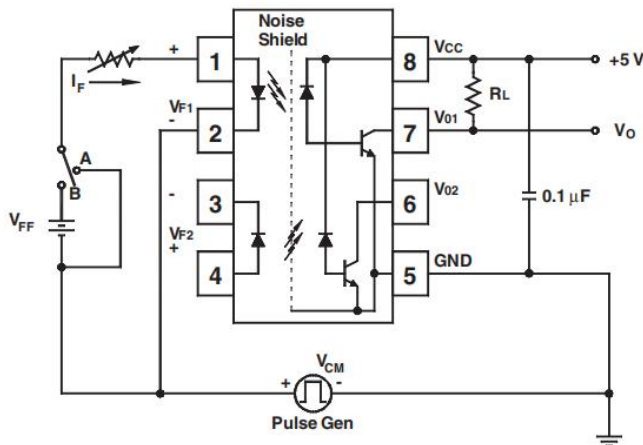 Noise
Shield
+
1
8
VCC
+5 V
IF
RL
VF1
-
2
7
V01
VO
A
B
-
3
6
V02
0.1 μF
VFF
VF2
+
4
5
GND
VCM
+
-
Pulse Gen